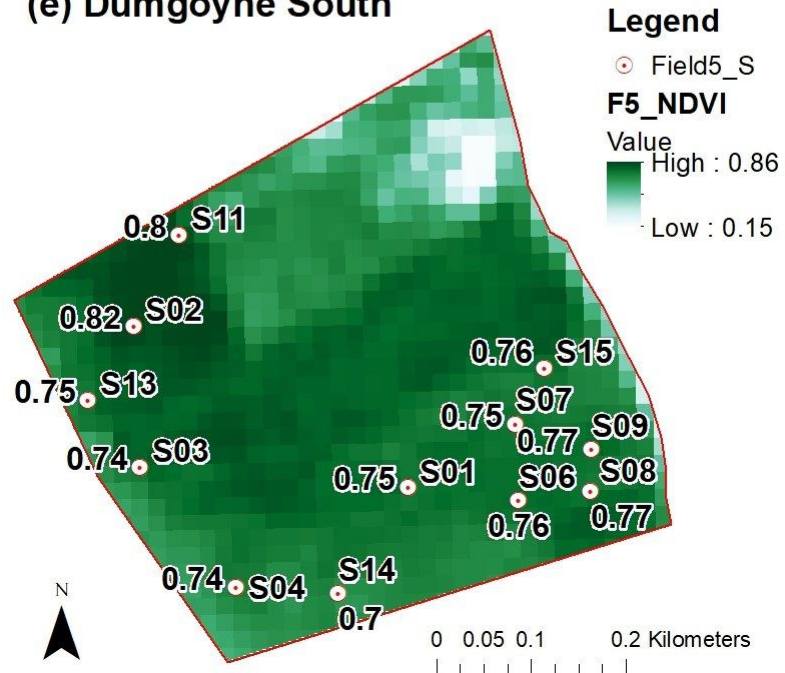 (e) Dumgoyne South
Legend
Field5_S
F5_NDVI
Value
High : 0.86
Low : 0.15
0.8 S11
0.82 S02
0.75 S13
0.74 S03
0.76 S15
0.75 S07
0.77 S09
0.75 S01
S06 S08
0.76 0.77
0.74 S04
S14
0.7
N
0 0.05 0.1 0.2 Kilometers